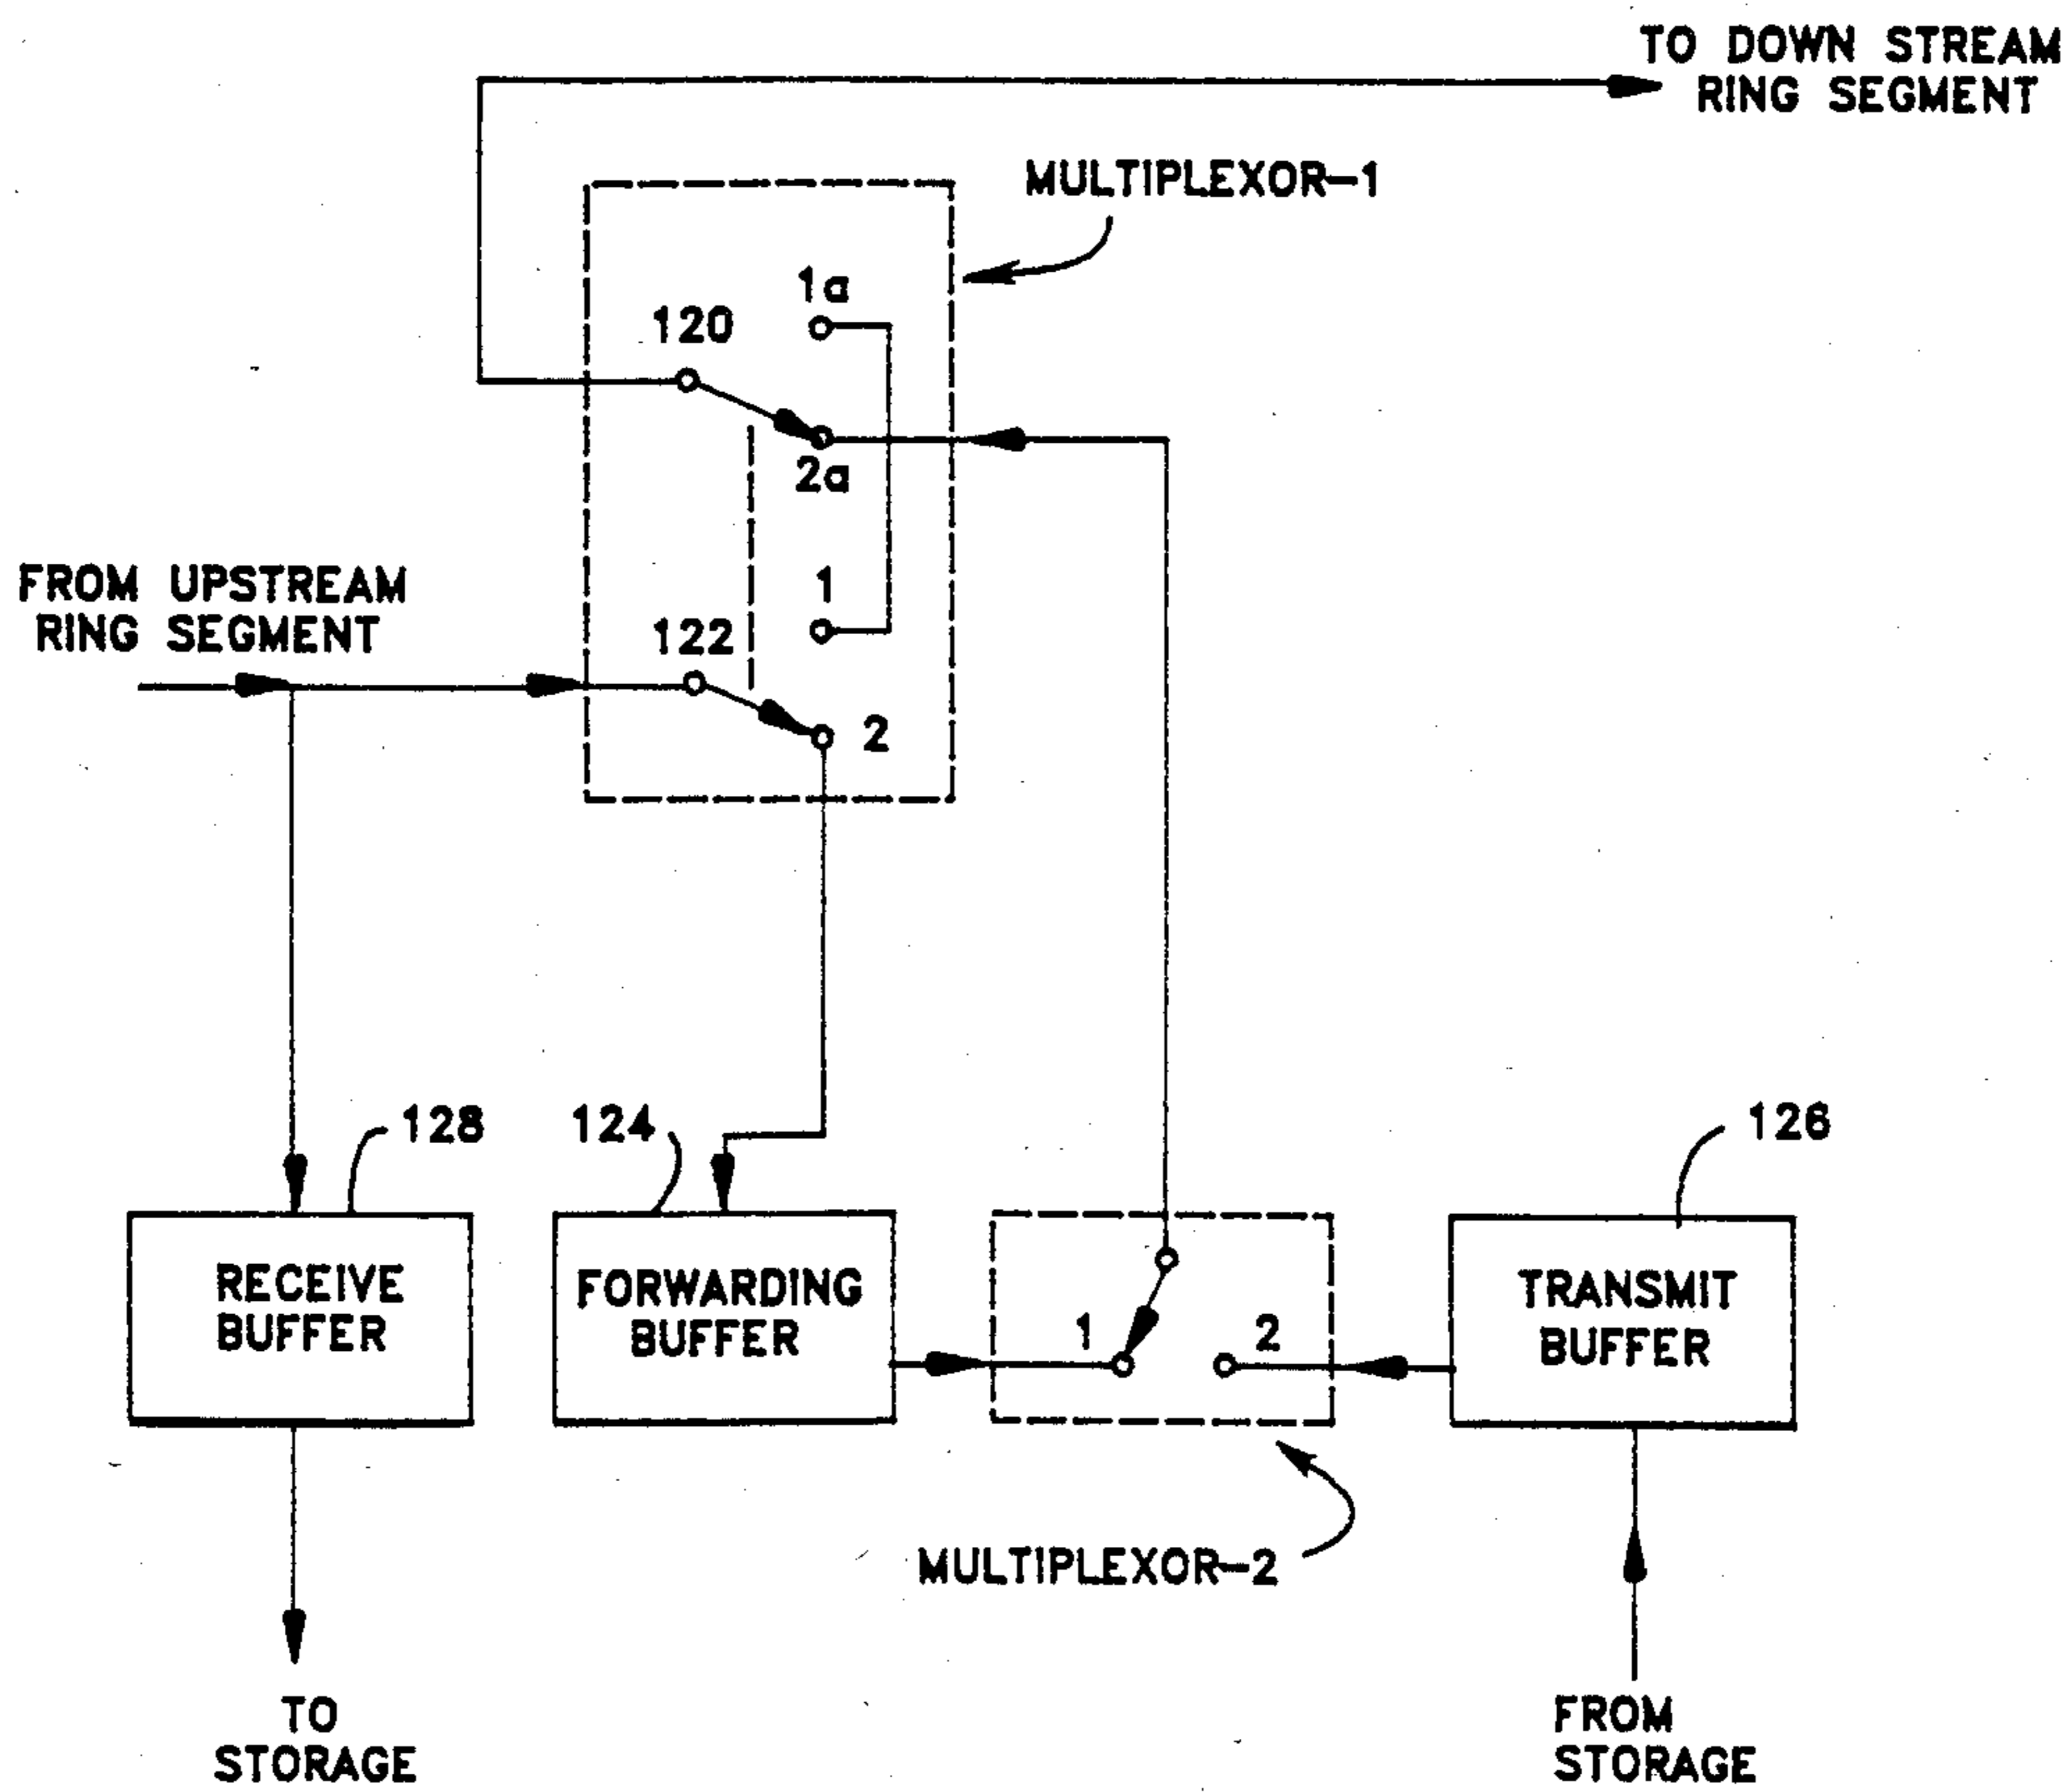 TO DOWN STREAM
RING SEGMENT
MULTIPLEXOR-1
1a
120
2a
FROM UPSTREAM
RING SEGMENT
1
122
2
128
124
126
RECEIVE
BUFFER
FORWARDING
BUFFER
1
2
TRANSMIT
BUFFER
MULTIPLEXOR-2
TO
STORAGE
FROM
STORAGE